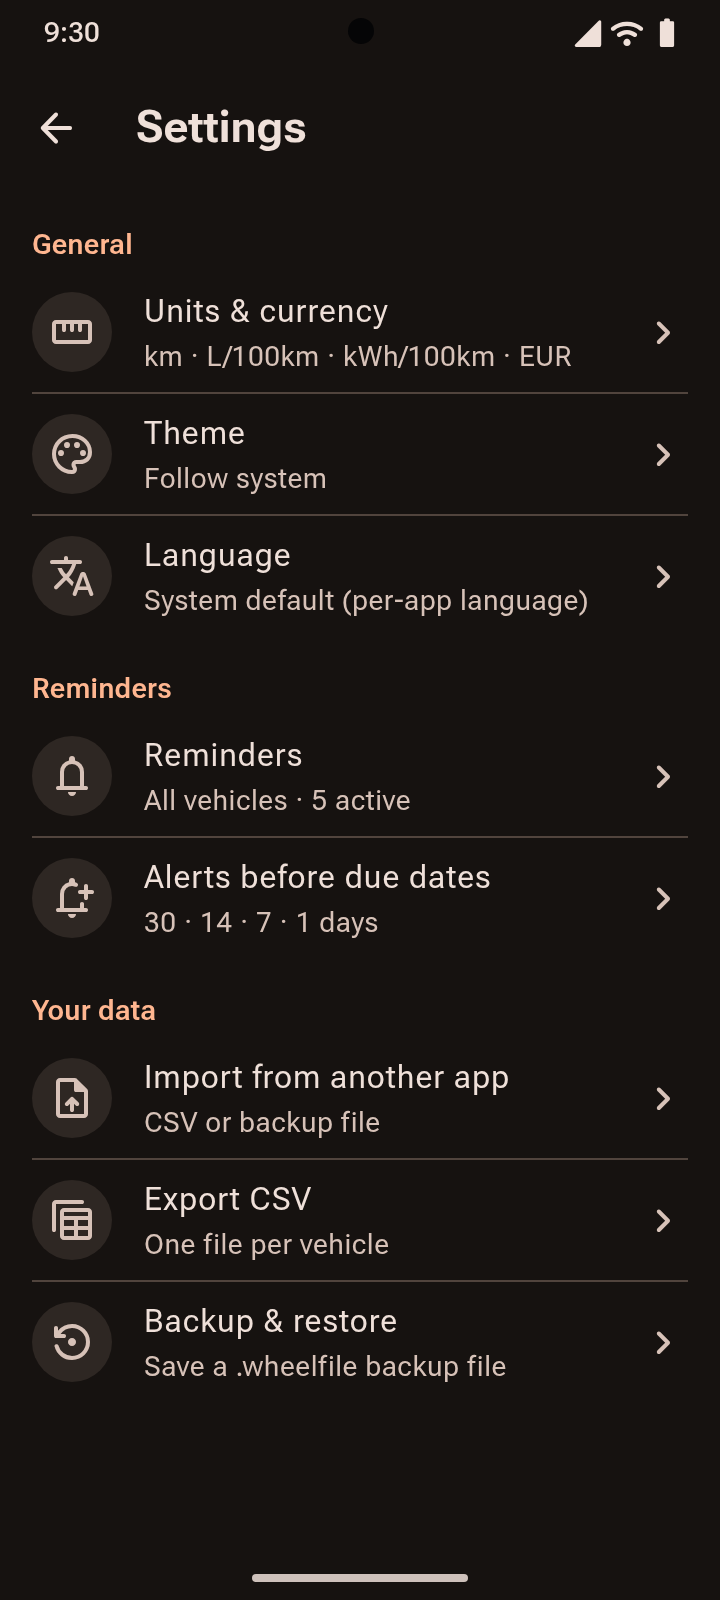 9:30
Settings
General
Units & currency
km · L/100km · kWh/100km · EUR
Theme
Follow system
Language
System default (per-app language)
Reminders
Reminders
All vehicles · 5 active
Alerts before due dates
30 · 14 · 7 · 1 days
Your data
Import from another app
CSV or backup file
Export CSV
One file per vehicle
Backup & restore
Save a .wheelfile backup file